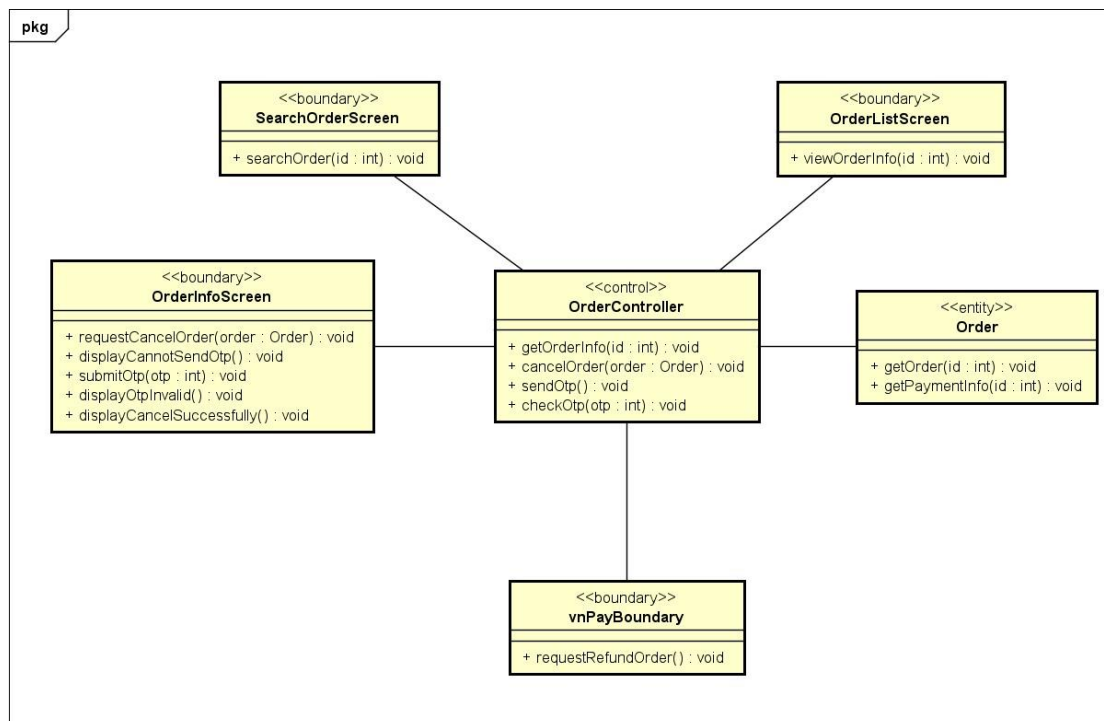 pkg
<<boundary>>
SearchOrderScreen
+ searchOrder(id : int) : void
<<boundary>>
OrderListScreen
+ viewOrderInfo(id : int) : void
<<boundary>>
OrderInfoScreen
+ requestCancelOrder(order : Order) : void
+ displayCannotSendOtp() : void
+ submitOtp(otp : int) : void
+ displayOtpInvalid() : void
+ displayCancelSuccessfully() : void
<<control>>
OrderController
+ getOrderInfo(id : int) : void
+ cancelOrder(order : Order) : void
+ sendOtp() : void
+ checkOtp(otp : int) : void
<<entity>>
Order
+ getOrder(id : int) : void
+ getPaymentInfo(id : int) : void
<<boundary>>
vnPayBoundary
+ requestRefundOrder() : void